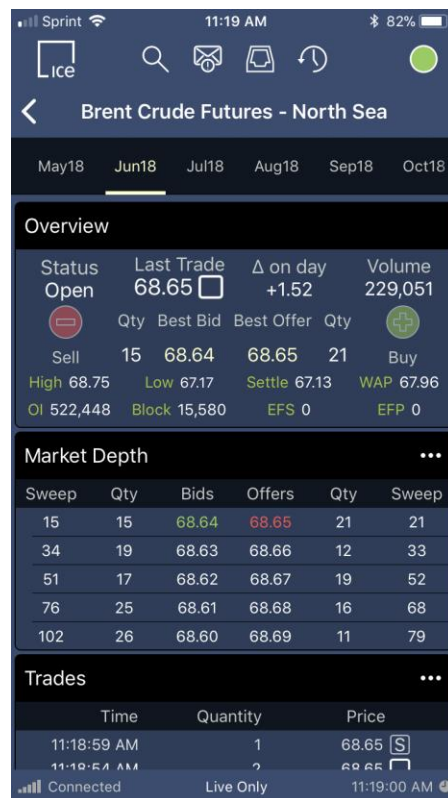 Sprint 11:19 AM 82%
ice
Brent Crude Futures - North Sea
May18 Jun18 Jul18 Aug18 Sep18 Oct18
Overview
Status Last Trade Δ on day Volume
Open 68.65 +1.52 229,051
Qty Best Bid Best Offer Qty
Sell 15 68.64 68.65 21 Buy
High 68.75 Low 67.17 Settle 67.13 WAP 67.96
OI 522,448 Block 15,580 EFS 0 EFP 0
Market Depth
Sweep Qty Bids Offers Qty Sweep
15 15 68.64 68.65 21 21
34 19 68.63 68.66 12 33
51 17 68.62 68.67 19 52
76 25 68.61 68.68 16 68
102 26 68.60 68.69 11 79
Trades
Time Quantity Price
11:18:59 AM 1 68.65 S
11:18:54 AM 2 68.65
Connected Live Only 11:19:00 AM